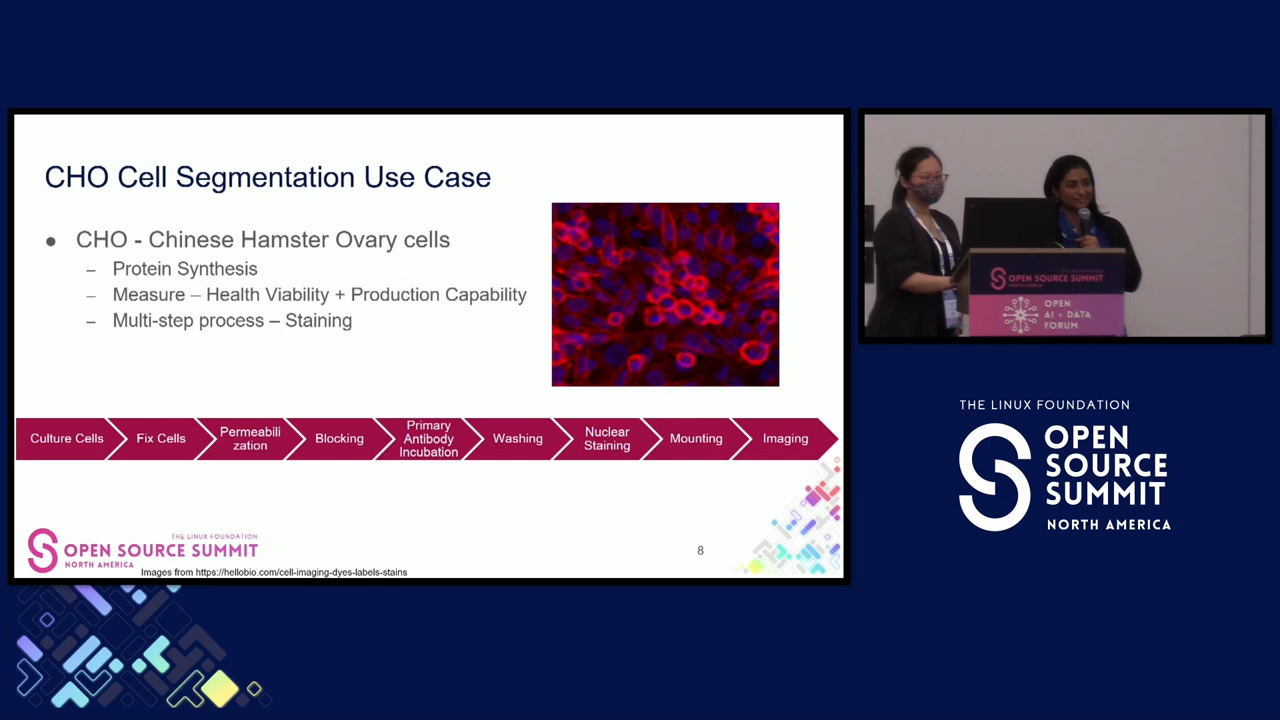 CHO Cell Segmentation Use Case
● CHO - Chinese Hamster Ovary cells
– Protein Synthesis
– Measure – Health Viability + Production Capability
– Multi-step process – Staining
Culture Cells
Fix Cells
Permeabili
zation
Blocking
Primary
Antibody
Incubation
Washing
Nuclear
Staining
Mounting
Imaging
THE LINUX FOUNDATION
OPEN SOURCE SUMMIT
NORTH AMERICA
Images from https://hellobio.com/cell-imaging-dyes-labels-stains
8
OPEN SOURCE SUMMIT
NORTH AMERICA
OPEN
AI + DATA
FORUM
THE LINUX FOUNDATION
OPEN
SOURCE
SUMMIT
NORTH AMERICA